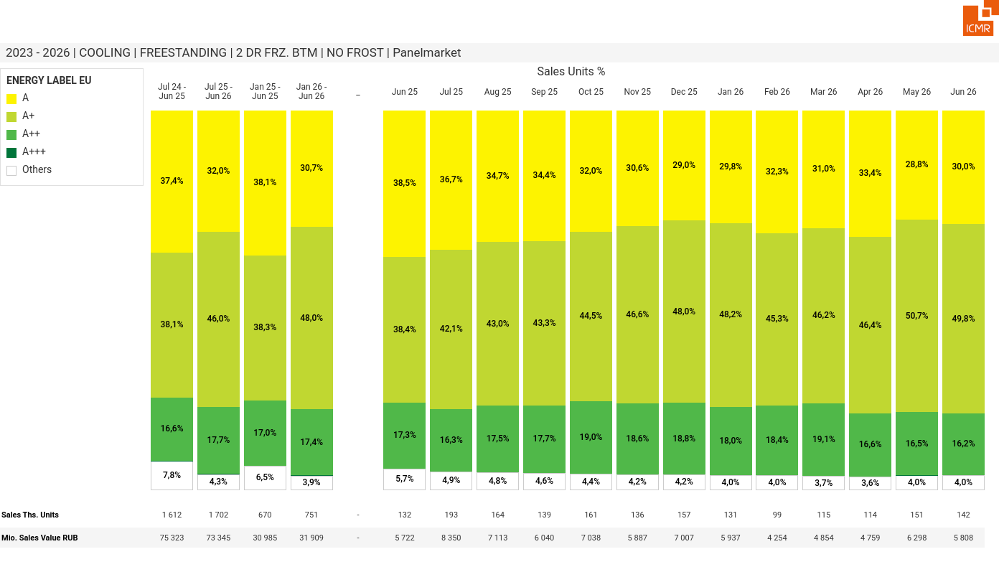 ICMR
2023 - 2026 | COOLING | FREESTANDING | 2 DR FRZ. BTM | NO FROST | Panelmarket
ENERGY LABEL EU
A
A+
A++
A+++
Others
Sales Units %
Jul 24 - Jun 25 Jul 25 - Jun 26 Jan 25 - Jun 25 Jan 26 - Jun 26 – Jun 25 Jul 25 Aug 25 Sep 25 Oct 25 Nov 25 Dec 25 Jan 26 Feb 26 Mar 26 Apr 26 May 26 Jun 26
37,4% 32,0% 38,1% 30,7% 38,5% 36,7% 34,7% 34,4% 32,0% 30,6% 29,0% 29,8% 32,3% 31,0% 33,4% 28,8% 30,0%
38,1% 46,0% 38,3% 48,0% 38,4% 42,1% 43,0% 43,3% 44,5% 46,6% 48,0% 48,2% 45,3% 46,2% 46,4% 50,7% 49,8%
16,6% 17,7% 17,0% 17,4% 17,3% 16,3% 17,5% 17,7% 19,0% 18,6% 18,8% 18,0% 18,4% 19,1% 16,6% 16,5% 16,2%
7,8% 4,3% 6,5% 3,9% 5,7% 4,9% 4,8% 4,6% 4,4% 4,2% 4,2% 4,0% 4,0% 3,7% 3,6% 4,0% 4,0%
Sales Ths. Units 1 612 1 702 670 751 - 132 193 164 139 161 136 157 131 99 115 114 151 142
Mio. Sales Value RUB 75 323 73 345 30 985 31 909 - 5 722 8 350 7 113 6 040 7 038 5 887 7 007 5 937 4 254 4 854 4 759 6 298 5 808